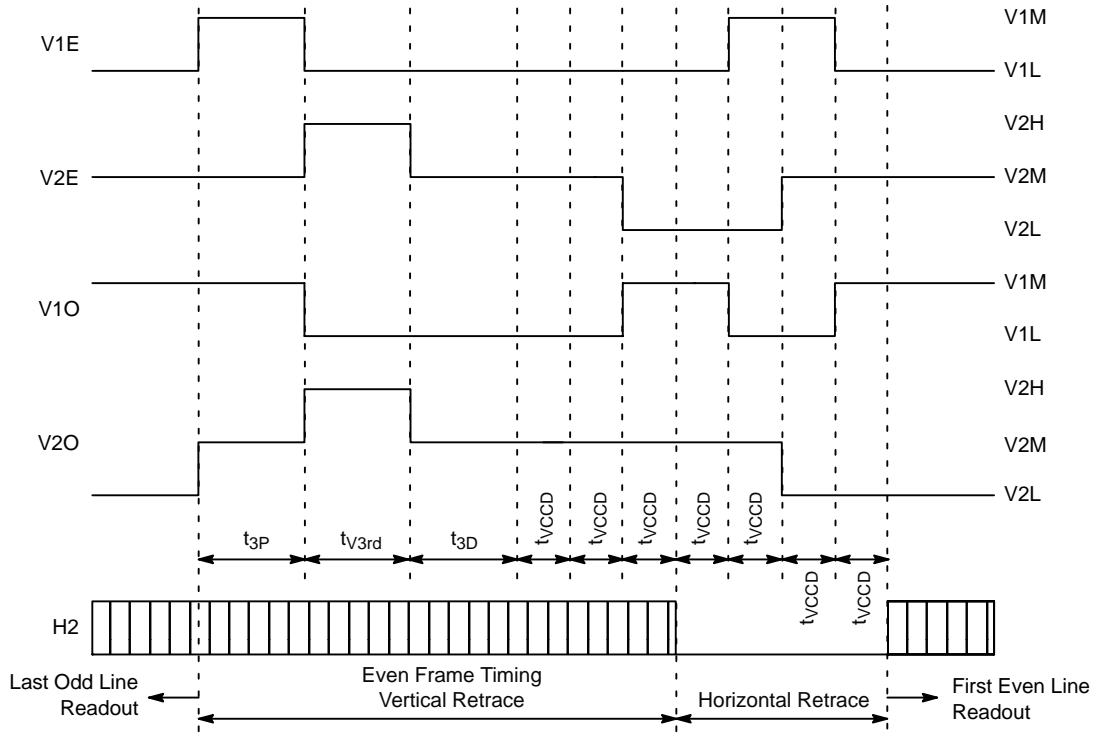 V1E
V1M
V1L
V2H
V2E
V2M
V2L
V1M
V1O
V1L
V2H
V2O
V2M
V2L
t3P
tV3rd
t3D
tVCCD
tVCCD
tVCCD
tVCCD
tVCCD
tVCCD
tVCCD
H2
Last Odd Line
Readout
Even Frame Timing
Vertical Retrace
Horizontal Retrace
First Even Line
Readout